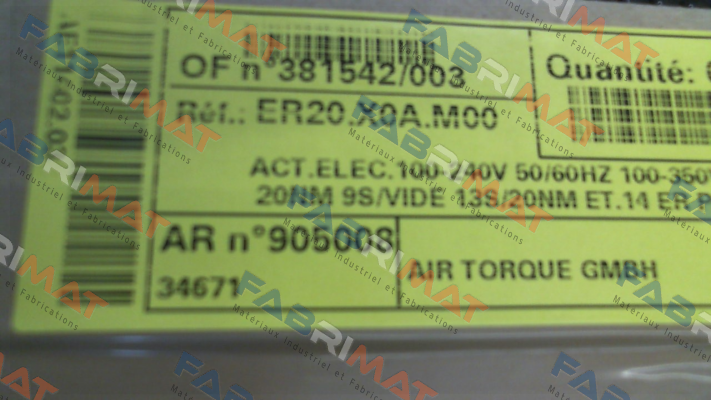 OF n°381542/003
Quantité:
Réf.: ER20.X0A.M00
ACT.ELEC.100-240V 50/60HZ 100-350
20NM 9S/VIDE 13S/20NM ET.14 ER
AR n°905008
34671
AIR TORQUE GMBH
FABRIMAT
Matériaux Industriel et Fabrications